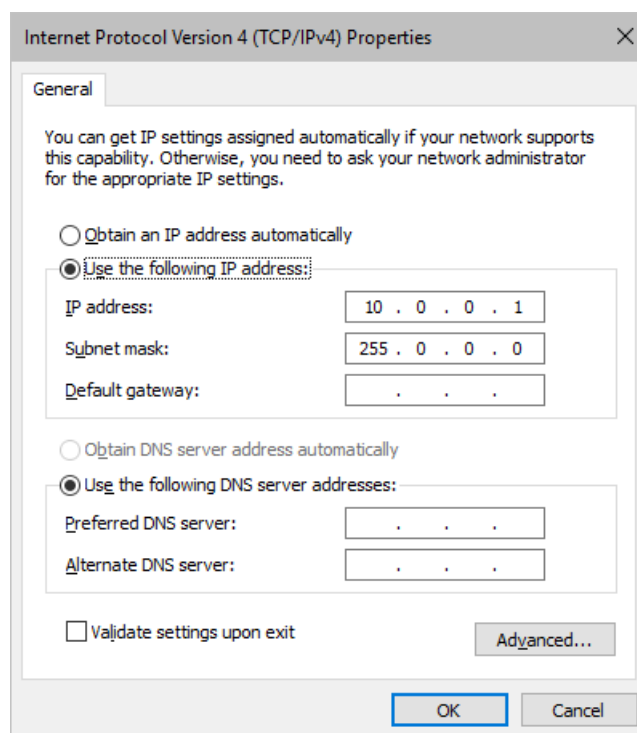 Internet Protocol Version 4 (TCP/IPv4) Properties
General
You can get IP settings assigned automatically if your network supports
this capability. Otherwise, you need to ask your network administrator
for the appropriate IP settings.
Obtain an IP address automatically
Use the following IP address:
IP address: 10 . 0 . 0 . 1
Subnet mask: 255 . 0 . 0 . 0
Default gateway: . . .
Obtain DNS server address automatically
Use the following DNS server addresses:
Preferred DNS server: . . .
Alternate DNS server: . . .
Validate settings upon exit
Advanced...
OK Cancel